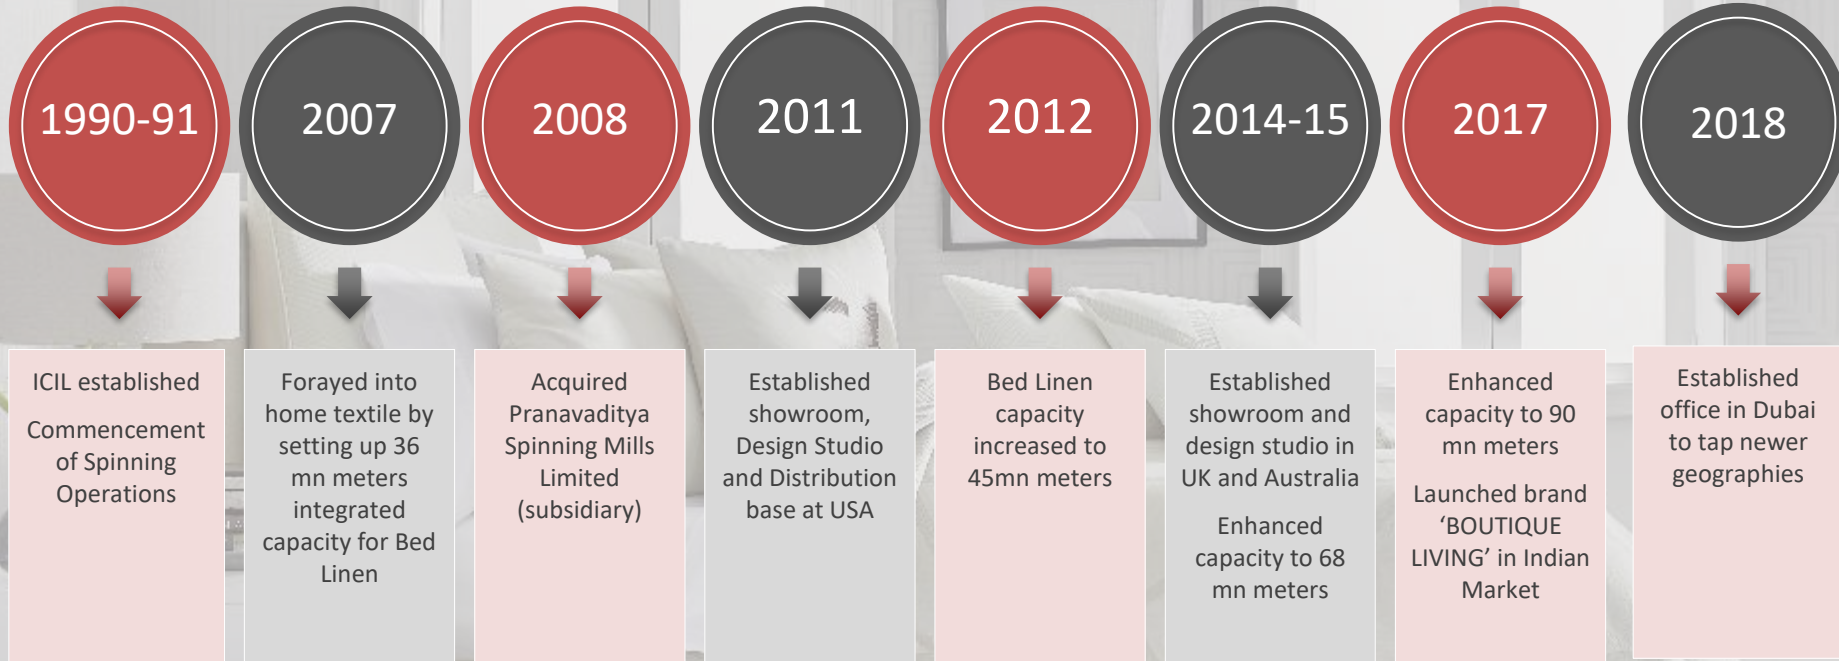 1990-91
2007
2008
2011
2012
2014-15
2017
2018
ICIL established
Commencement
of Spinning
Operations
Forayed into
home textile by
setting up 36
mn meters
integrated
capacity for Bed
Linen
Acquired
Pranavaditya
Spinning Mills
Limited
(subsidiary)
Established
showroom,
Design Studio
and Distribution
base at USA
Bed Linen
capacity
increased to
45mn meters
Established
showroom and
design studio in
UK and Australia
Enhanced
capacity to 68
mn meters
Enhanced
capacity to 90
mn meters
Launched brand
‘BOUTIQUE
LIVING’ in Indian
Market
Established
office in Dubai
to tap newer
geographies